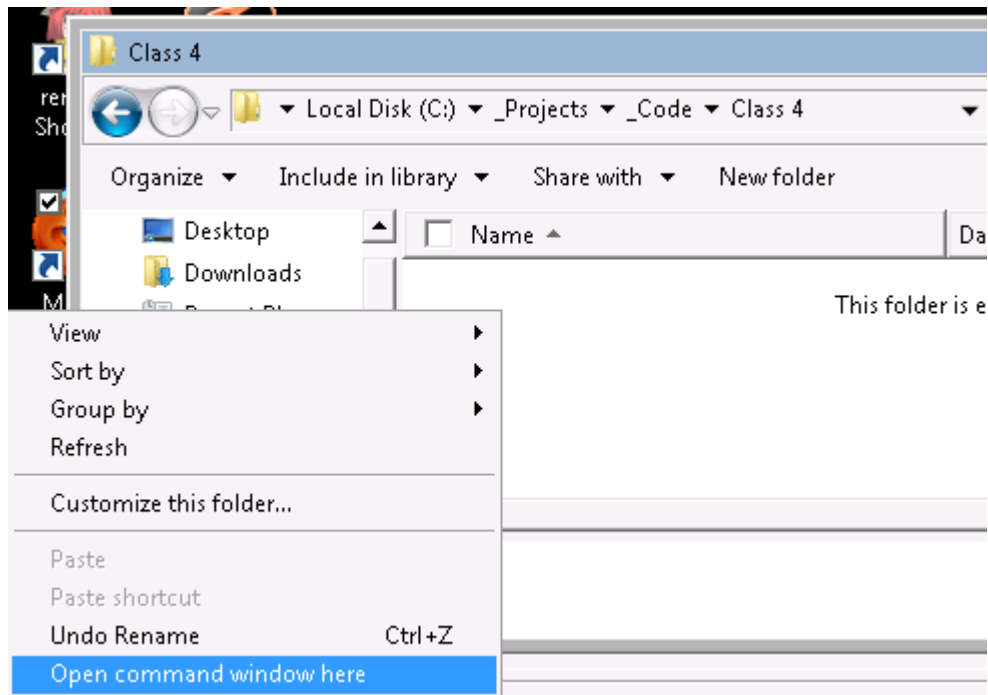 Class 4
Local Disk (C:) _Projects _Code Class 4
Organize Include in library Share with New folder
Desktop
Downloads
Name
This folder is
View
Sort by
Group by
Refresh
Customize this folder...
Paste
Paste shortcut
Undo Rename Ctrl+Z
Open command window here